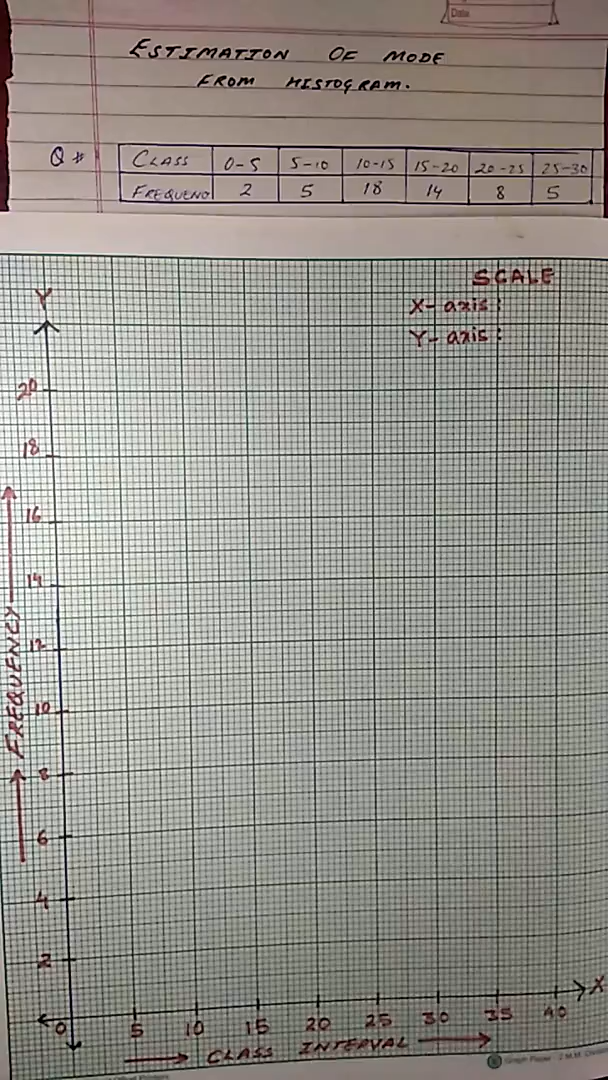 Date
ESTIMATION OF MODE
FROM HISTOGRAM.
Q# CLASS 0-5 5-10 10-15 15-20 20-25 25-30
FREQUENC 2 5 18 14 8 5
SCALE
X-axis:
Y-axis:
Y
20
18
16
14
12
10
8
6
4
2
FREQUENCY
0 5 10 15 20 25 30 35 40 X
CLASS INTERVAL
Graph Paper